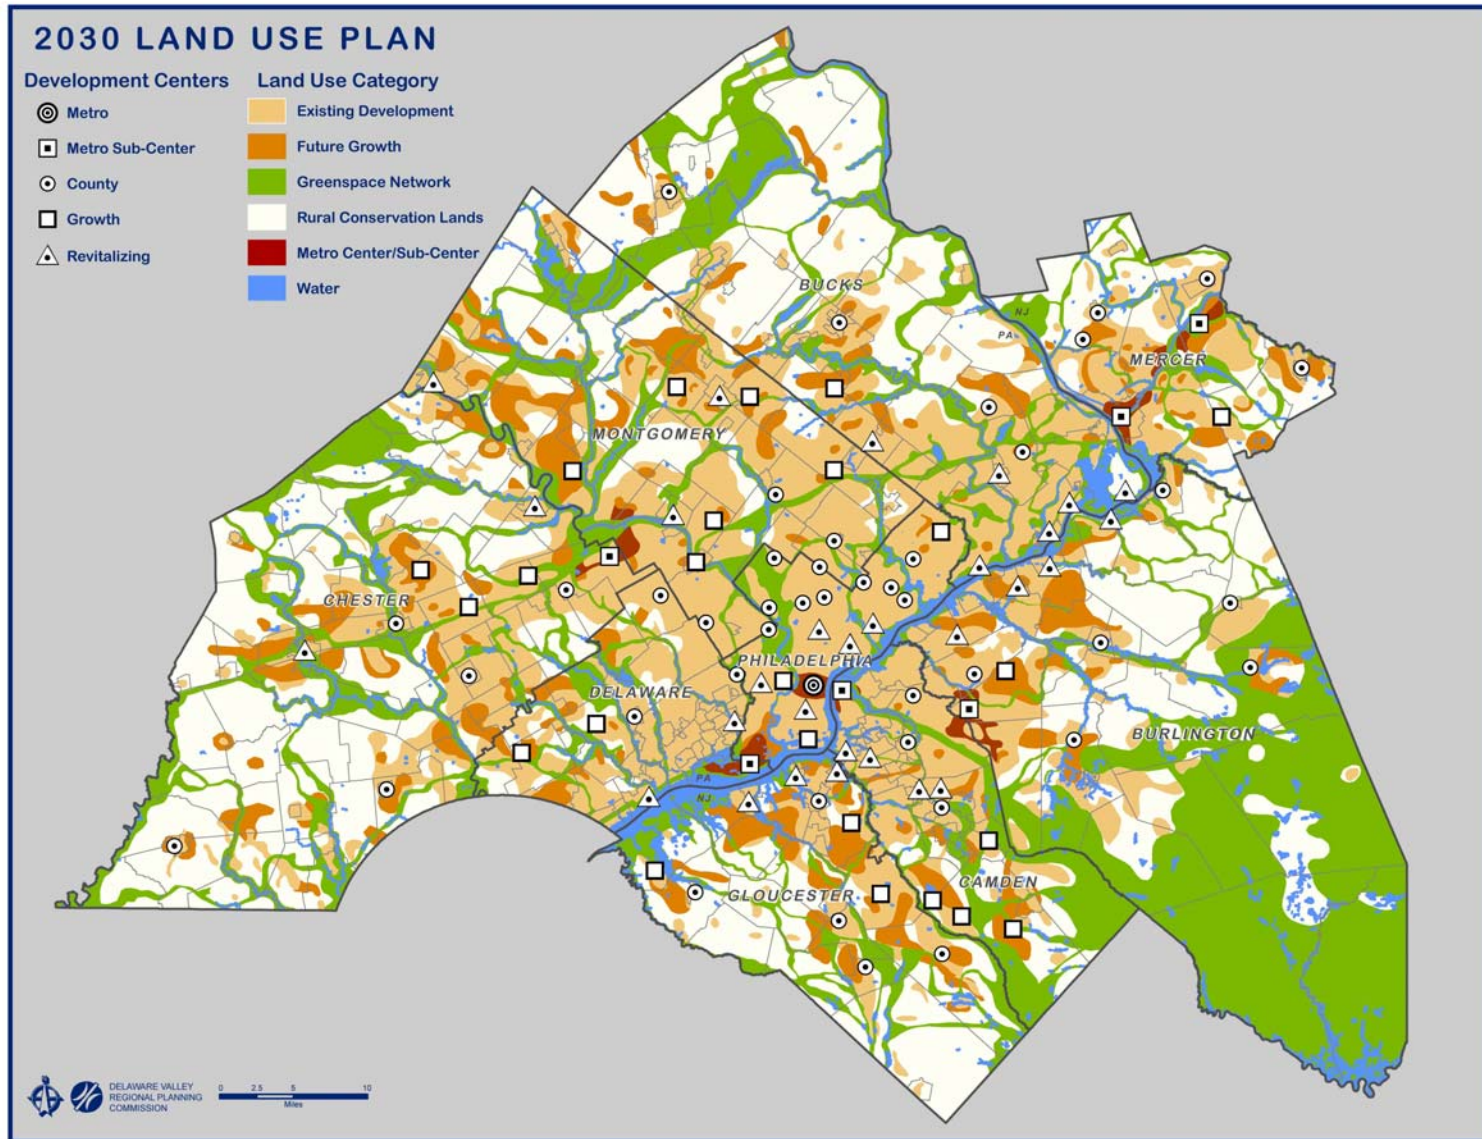 2030 LAND USE PLAN
Development Centers
Metro
Metro Sub-Center
County
Growth
Revitalizing
Land Use Category
Existing Development
Future Growth
Greenspace Network
Rural Conservation Lands
Metro Center/Sub-Center
Water
BUCKS
NJ
PA
MERCER
MONTGOMERY
CHESTER
PHILADELPHIA
DELAWARE
BURLINGTON
PA
NJ
CAMDEN
GLOUCESTER
DELAWARE VALLEY
REGIONAL PLANNING
COMMISSION
0 2.5 5 10
Miles